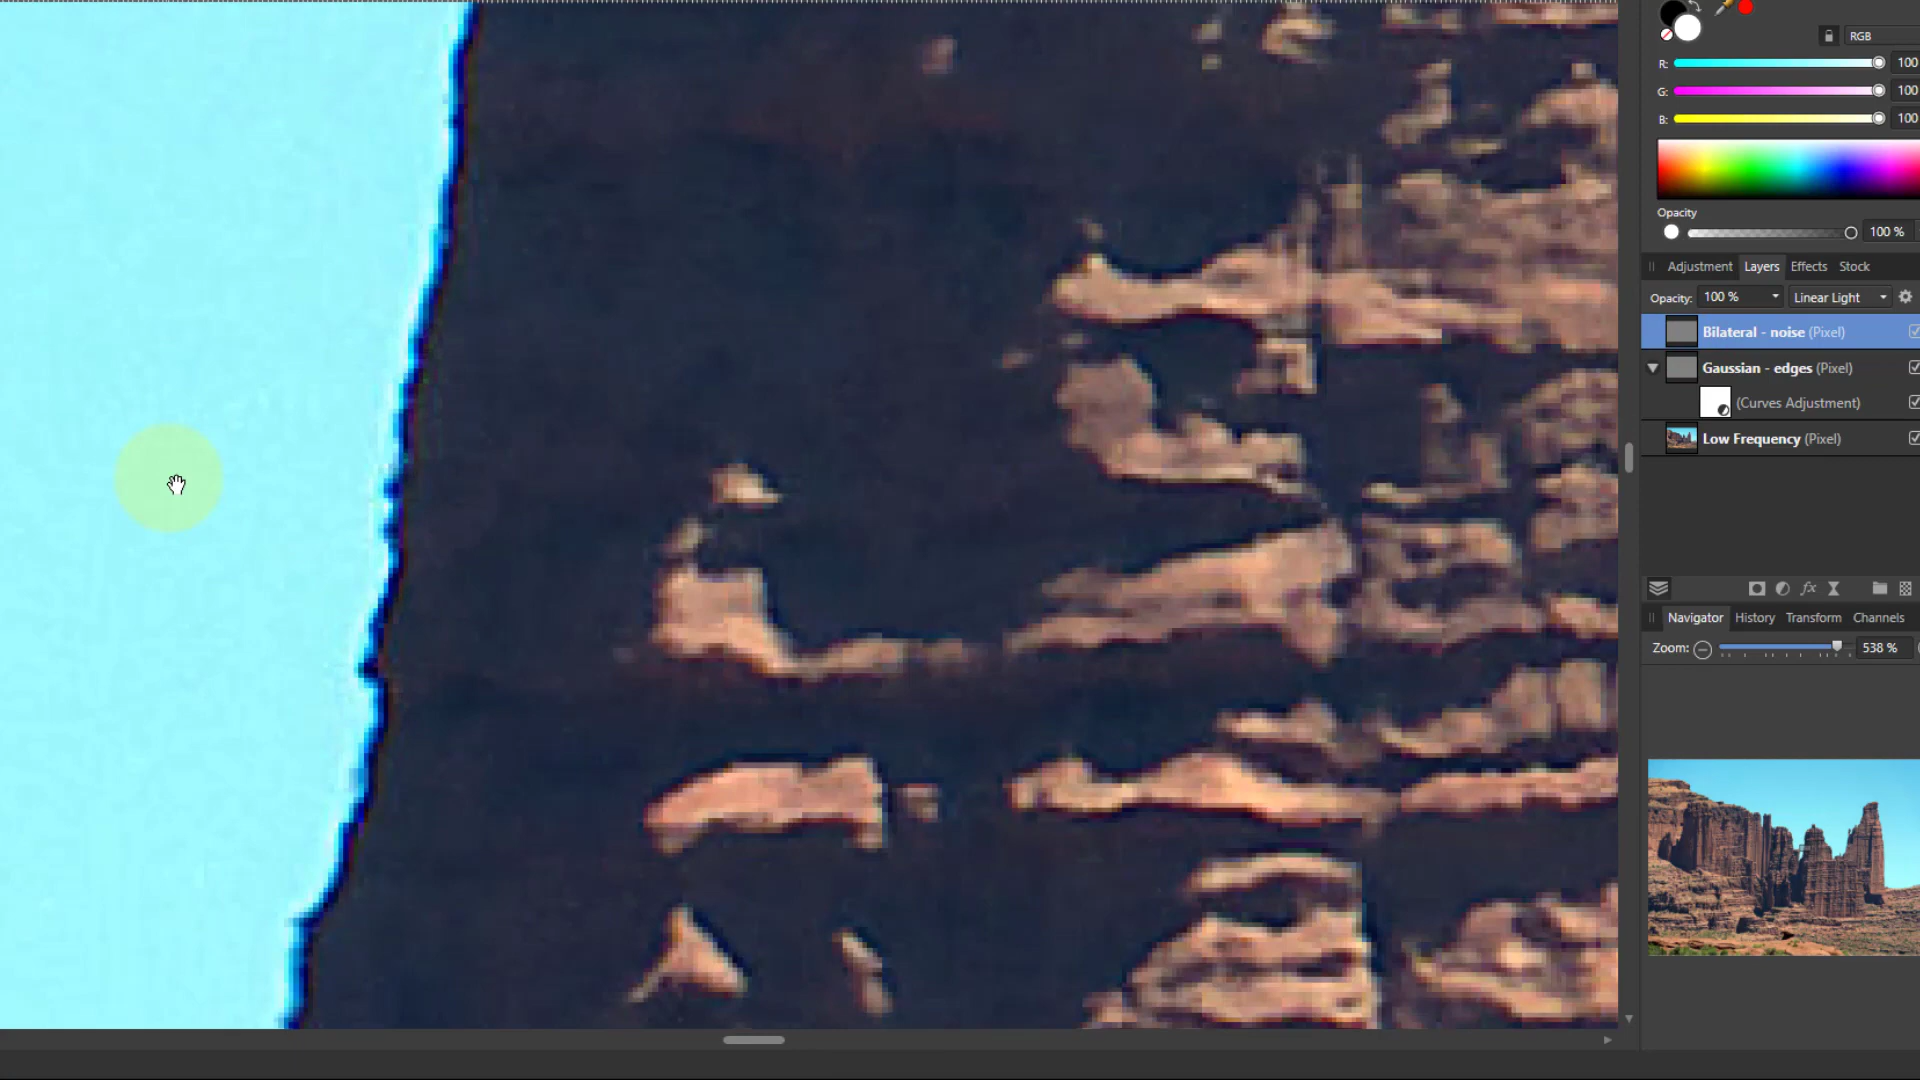 RGB
R: 100
G: 100
B: 100
Opacity
100 %
Adjustment Layers Effects Stock
Opacity: 100 % Linear Light
Bilateral - noise (Pixel)
Gaussian - edges (Pixel)
(Curves Adjustment)
Low Frequency (Pixel)
fx
Navigator History Transform Channels
Zoom: 538 %